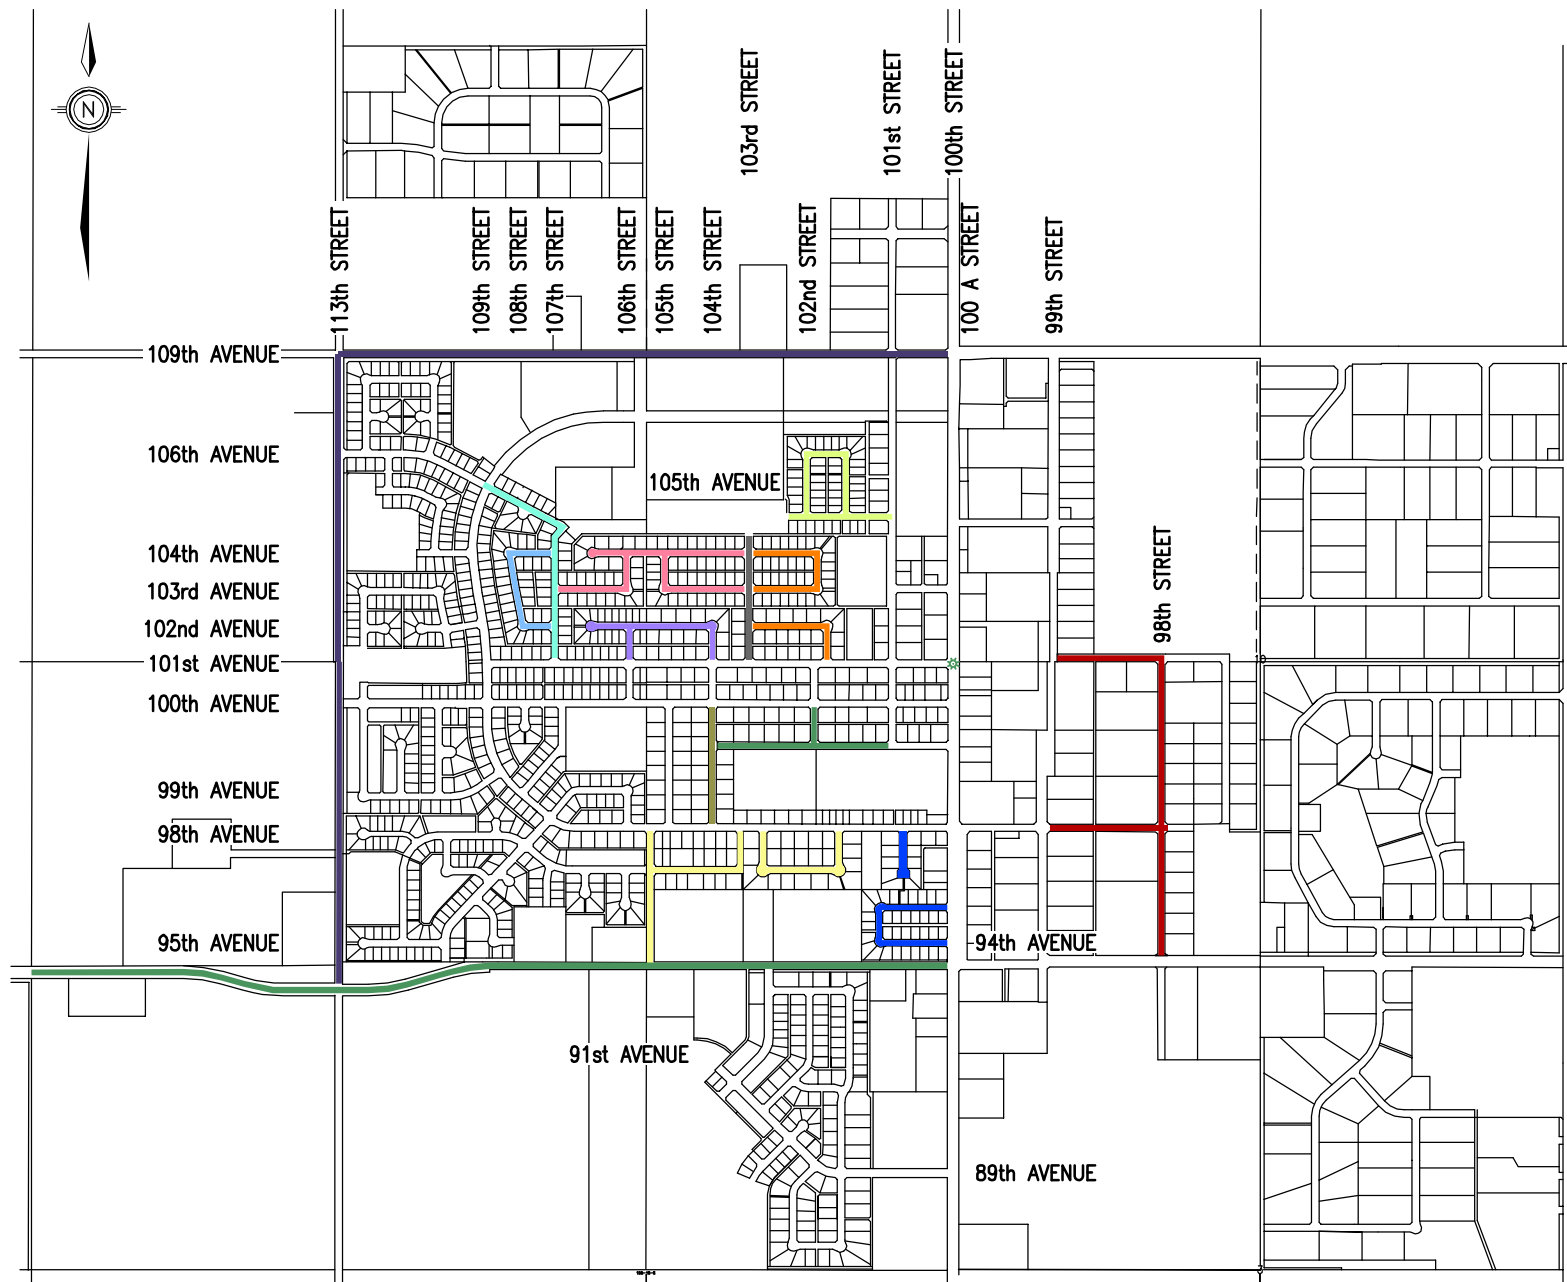 N
103rd STREET
101st STREET
100th STREET
113th STREET
109th STREET
108th STREET
107th STREET
106th STREET
105th STREET
104th STREET
102nd STREET
100 A STREET
99th STREET
109th AVENUE
106th AVENUE
105th AVENUE
104th AVENUE
98th STREET
103rd AVENUE
102nd AVENUE
101st AVENUE
100th AVENUE
99th AVENUE
98th AVENUE
95th AVENUE
94th AVENUE
91st AVENUE
89th AVENUE